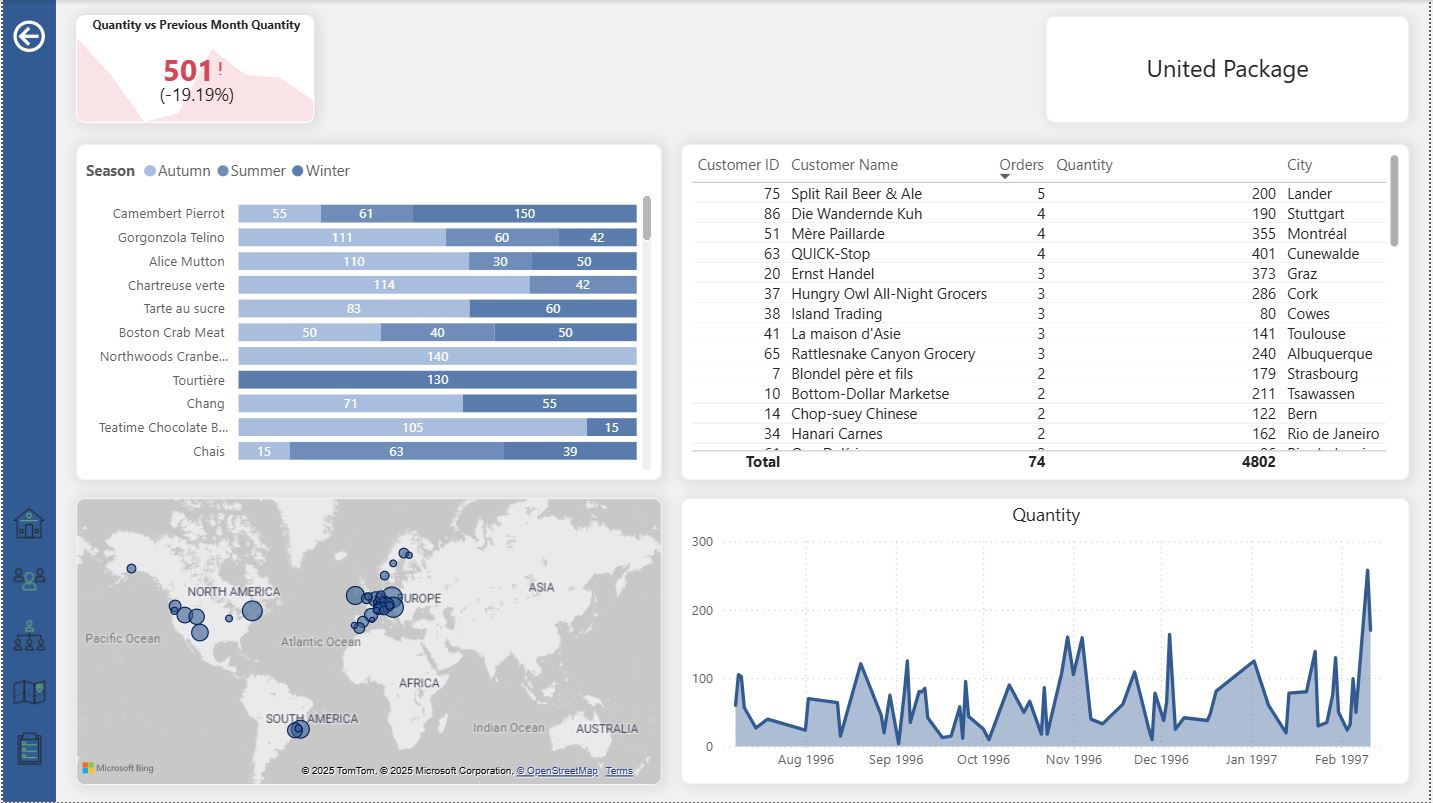 Quantity vs Previous Month Quantity
501!
(-19.19%)
United Package
Season Autumn Summer Winter
Camembert Pierrot 55 61 150
Gorgonzola Telino 111 60 42
Alice Mutton 110 30 50
Chartreuse verte 114 42
Tarte au sucre 83 60
Boston Crab Meat 50 40 50
Northwoods Cranbe... 140
Tourtière 130
Chang 71 55
Teatime Chocolate B... 105 15
Chais 15 63 39
Customer ID Customer Name Orders Quantity City
75 Split Rail Beer & Ale 5 200 Lander
86 Die Wandernde Kuh 4 190 Stuttgart
51 Mère Paillarde 4 355 Montréal
63 QUICK-Stop 4 401 Cunewalde
20 Ernst Handel 3 373 Graz
37 Hungry Owl All-Night Grocers 3 286 Cork
38 Island Trading 3 80 Cowes
41 La maison d'Asie 3 141 Toulouse
65 Rattlesnake Canyon Grocery 3 240 Albuquerque
7 Blondel père et fils 2 179 Strasbourg
10 Bottom-Dollar Marketse 2 211 Tsawassen
14 Chop-suey Chinese 2 122 Bern
34 Hanari Carnes 2 162 Rio de Janeiro
Total 74 4802
NORTH AMERICA
EUROPE
ASIA
Pacific Ocean
Atlantic Ocean
AFRICA
SOUTH AMERICA
Indian Ocean
AUSTRALIA
Microsoft Bing
© 2025 TomTom, © 2025 Microsoft Corporation, © OpenStreetMap Terms
Quantity
300
200
100
0
Aug 1996 Sep 1996 Oct 1996 Nov 1996 Dec 1996 Jan 1997 Feb 1997